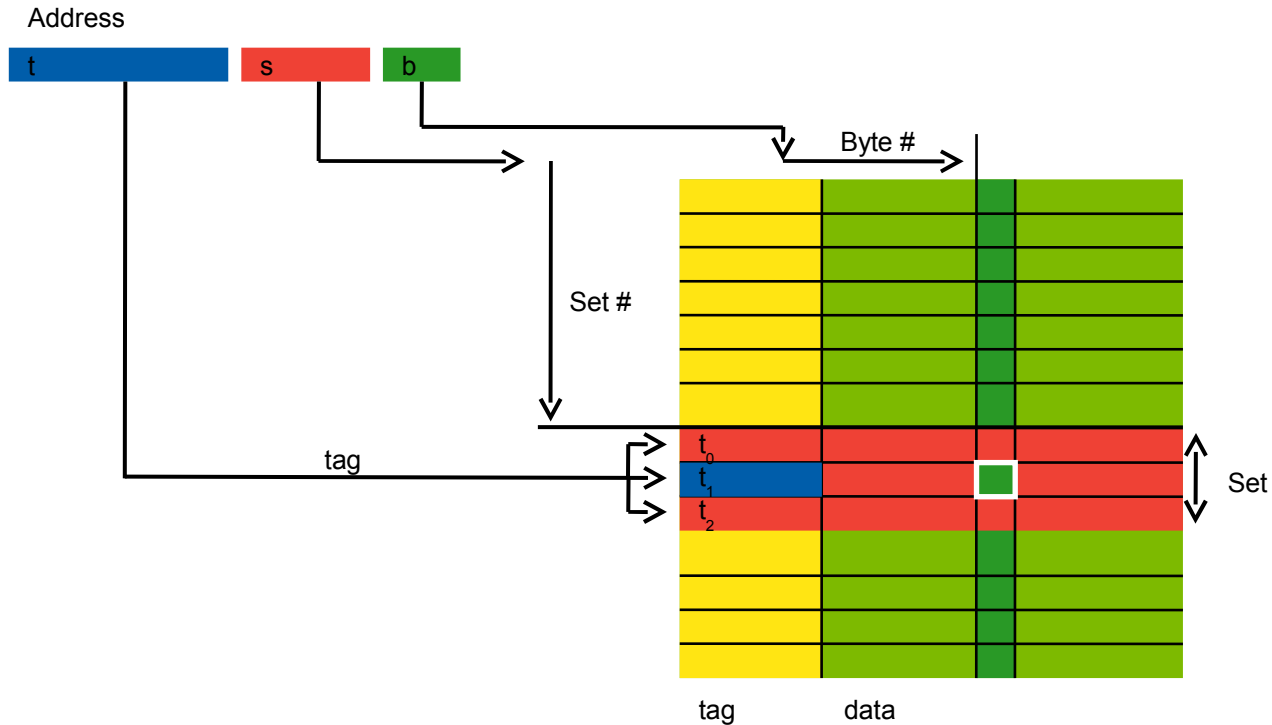 Address
t s b
Byte #
Set #
t₀
tag
t₁
Set
t₂
tag data